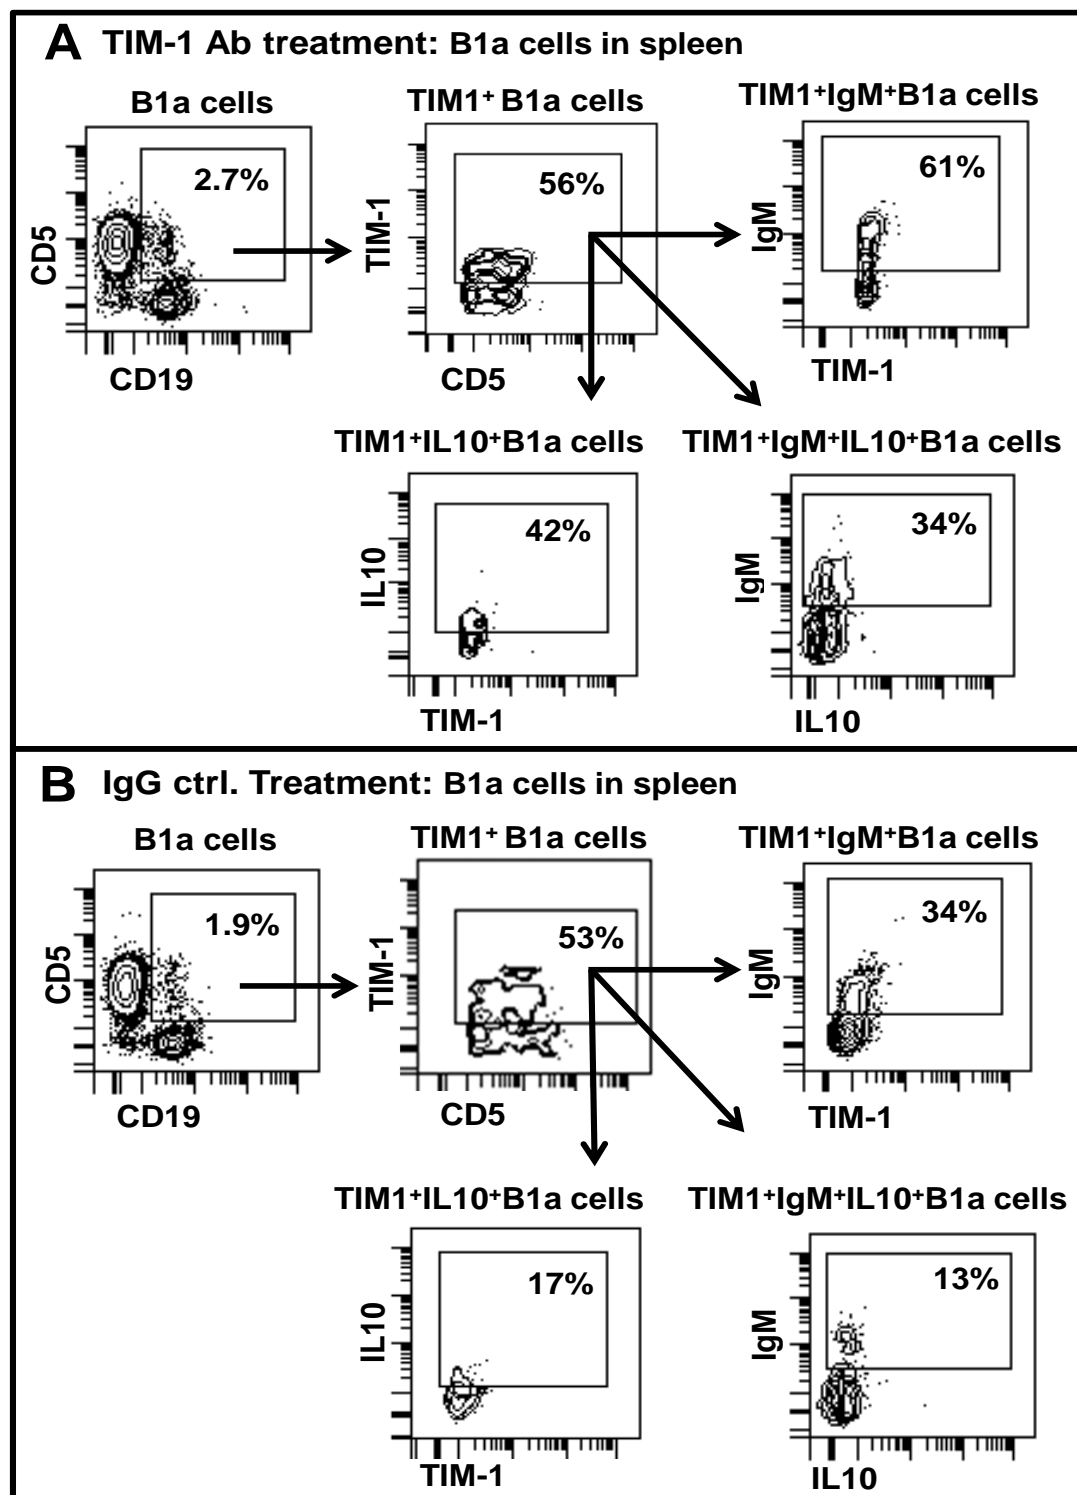 A TIM-1 Ab treatment: B1a cells in spleen
B1a cells
TIM1⁺ B1a cells
TIM1⁺IgM⁺B1a cells
2.7%
56%
61%
CD5
TIM-1
IgM
CD19
CD5
TIM-1
TIM1⁺IL10⁺B1a cells
TIM1⁺IgM⁺IL10⁺B1a cells
42%
34%
IL10
IgM
TIM-1
IL10
B IgG ctrl. Treatment: B1a cells in spleen
B1a cells
TIM1⁺ B1a cells
TIM1⁺IgM⁺B1a cells
1.9%
53%
34%
CD5
TIM-1
IgM
CD19
CD5
TIM-1
TIM1⁺IL10⁺B1a cells
TIM1⁺IgM⁺IL10⁺B1a cells
17%
13%
IL10
IgM
TIM-1
IL10